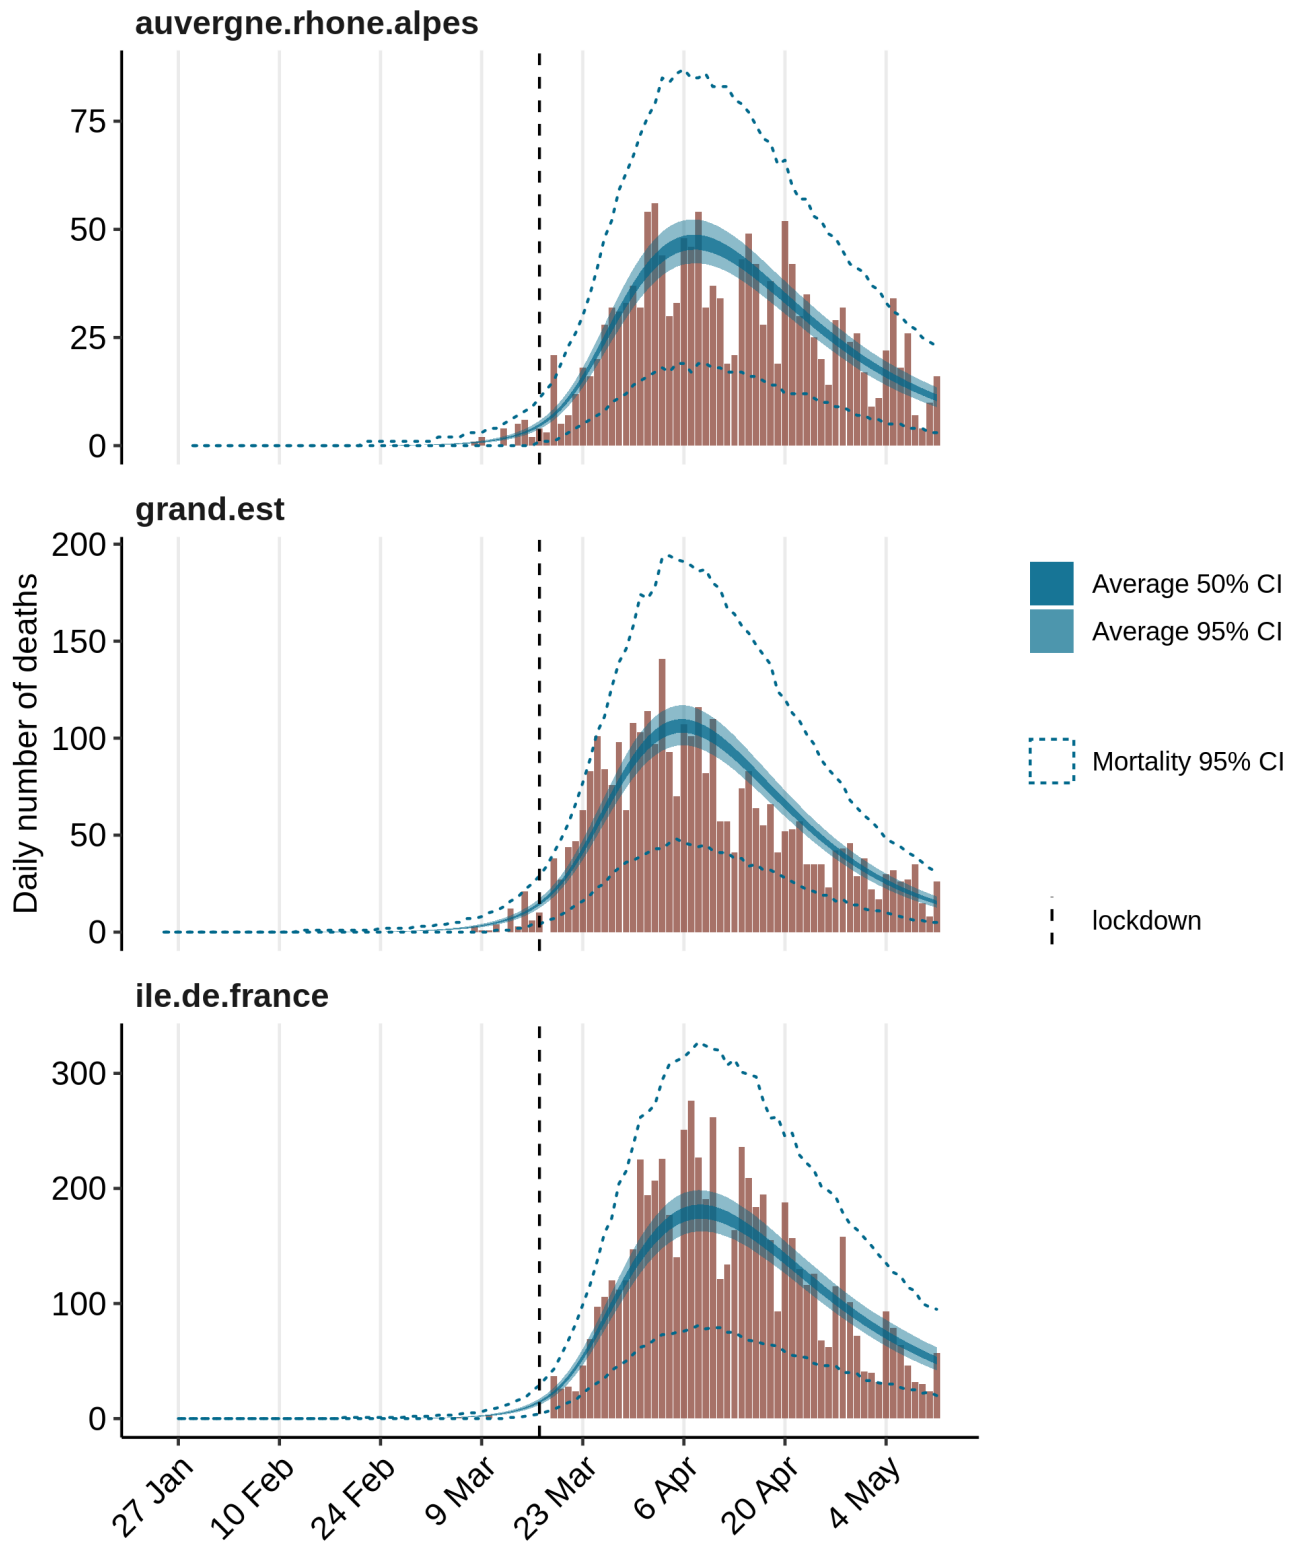 auvergne.rhone.alpes
75
50
25
0
grand.est
200
150
100
50
0
Daily number of deaths
Average 50% CI
Average 95% CI
Mortality 95% CI
lockdown
ile.de.france
300
200
100
0
27 Jan
10 Feb
24 Feb
9 Mar
23 Mar
6 Apr
20 Apr
4 May